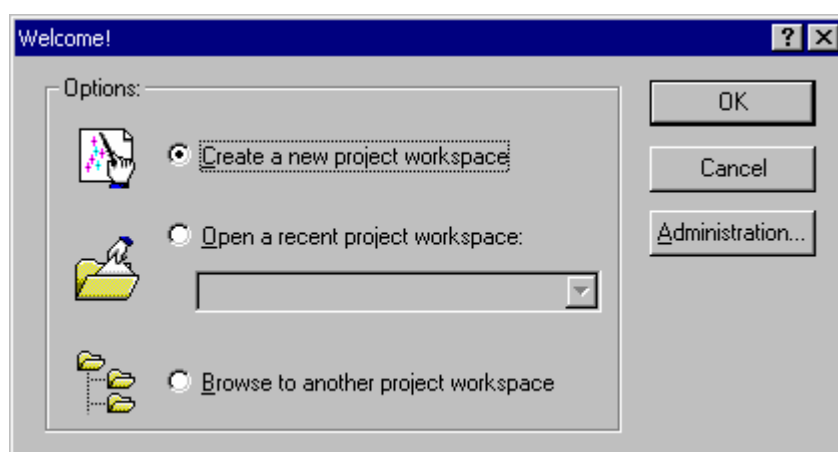 Welcome!
Options:
Create a new project workspace
OK
Cancel
Open a recent project workspace:
Administration...
Browse to another project workspace